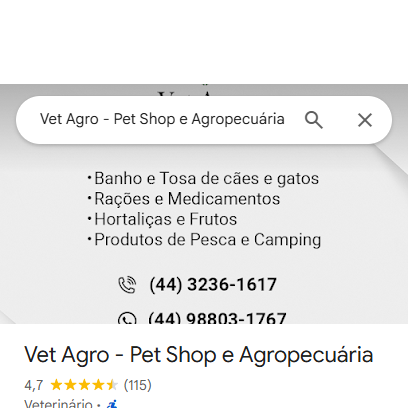 Vet Agro - Pet Shop e Agropecuária
•Banho e Tosa de cães e gatos
•Rações e Medicamentos
•Hortaliças e Frutos
•Produtos de Pesca e Camping
(44) 3236-1617
(44) 98803-1767
Vet Agro - Pet Shop e Agropecuária
4,7 (115)
Veterinário •